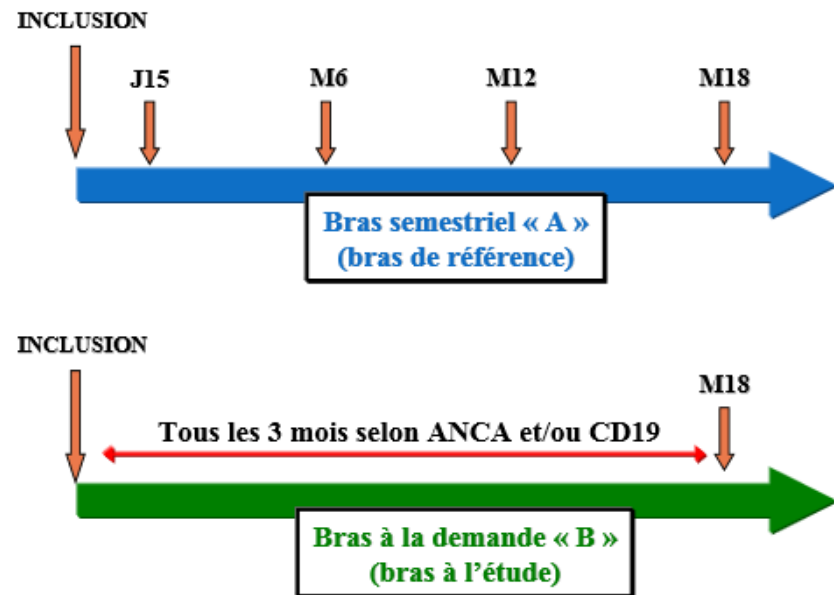 INCLUSION
J15
M6
M12
M18
Bras semestriel « A »
(bras de référence)
INCLUSION
M18
Tous les 3 mois selon ANCA et/ou CD19
Bras à la demande « B »
(bras à l'étude)